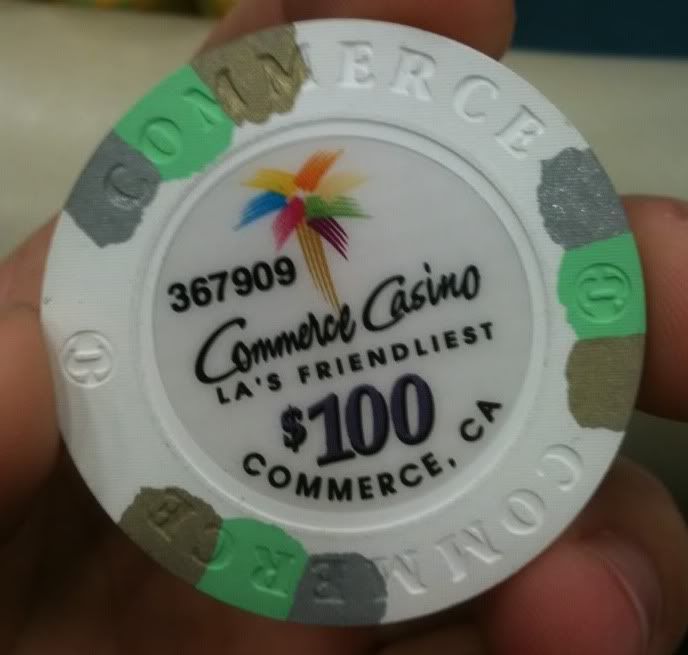 COMMERCE
367909
Commerce Casino
LA'S FRIENDLIEST
$100
COMMERCE, CA
COMMERCE